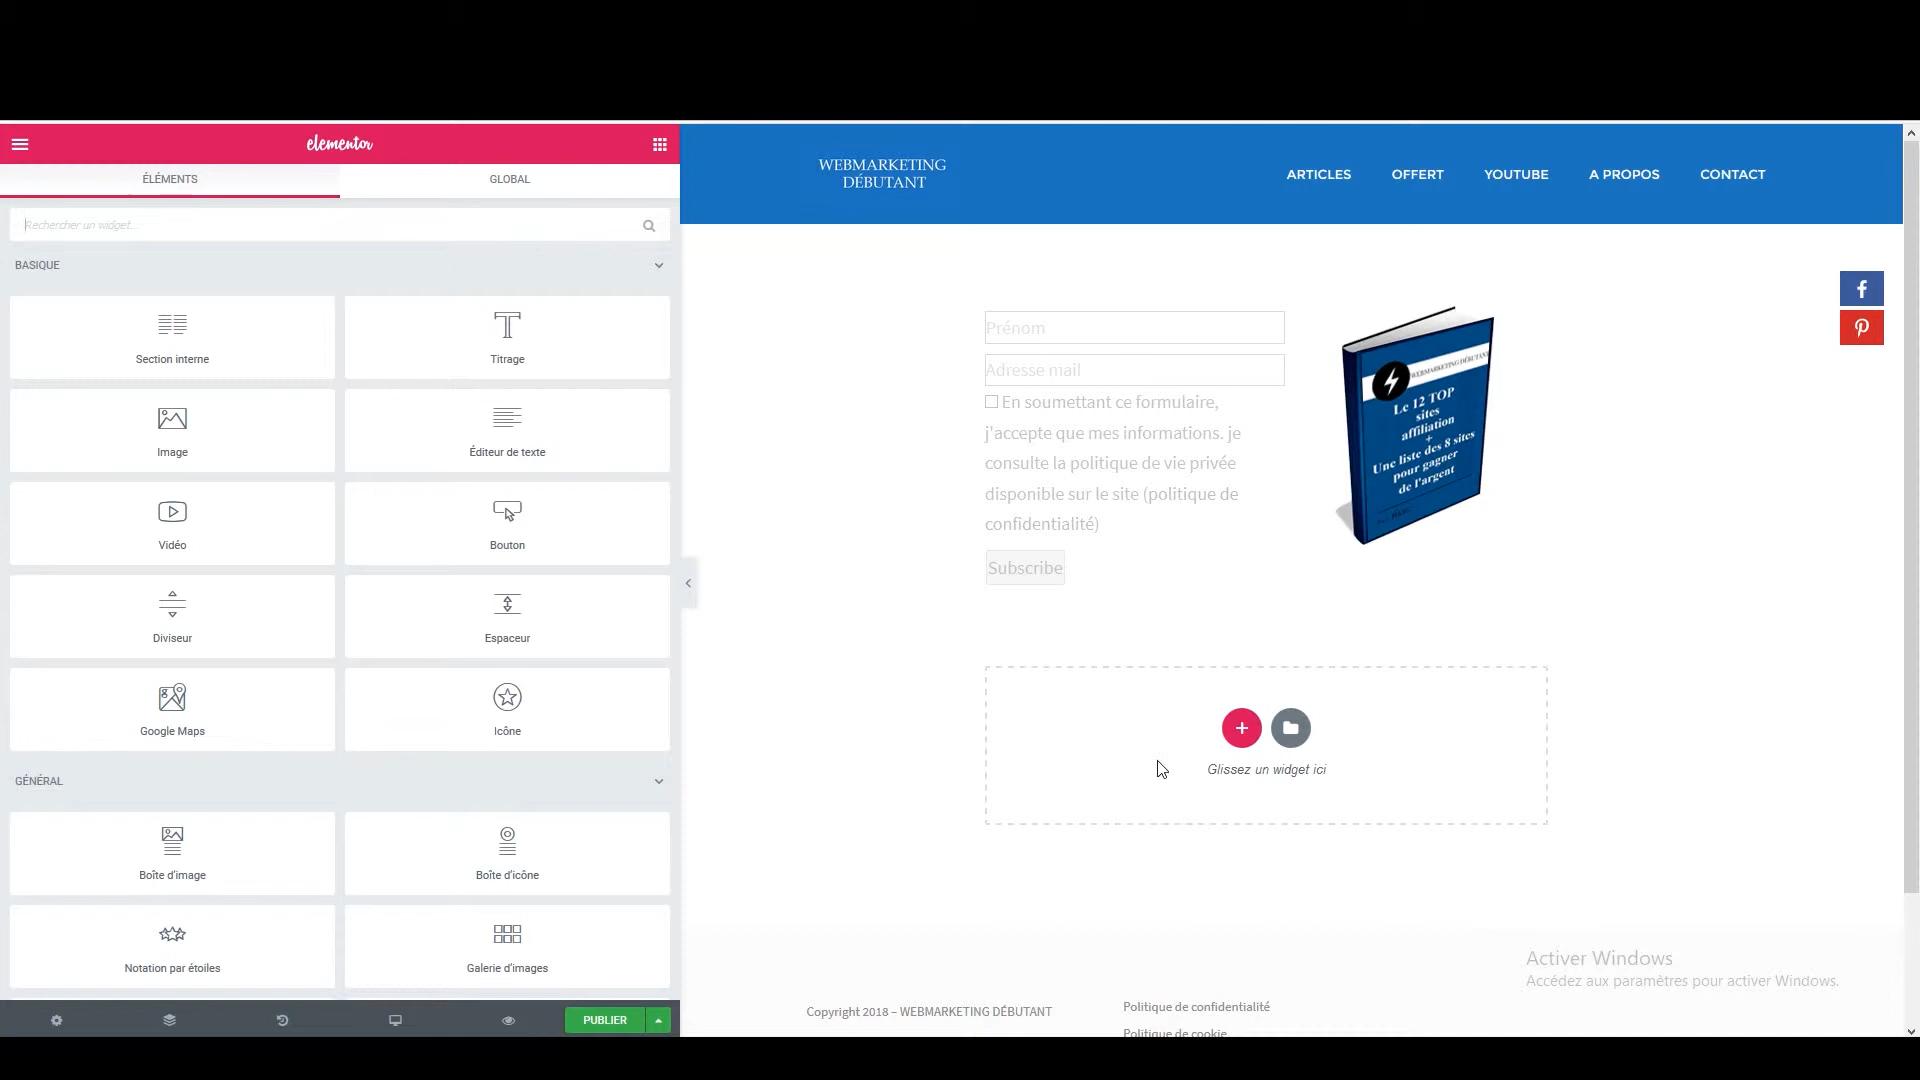 elementor
ÉLÉMENTS
GLOBAL
Rechercher un widget...
BASIQUE
Section interne
Titrage
Image
Éditeur de texte
Vidéo
Bouton
Diviseur
Espaceur
Google Maps
Icône
GÉNÉRAL
Boîte d'image
Boîte d'icône
Notation par étoiles
Galerie d'images
PUBLIER
WEBMARKETING
DÉBUTANT
ARTICLES
OFFERT
YOUTUBE
A PROPOS
CONTACT
Prénom
Adresse mail
En soumettant ce formulaire,
j'accepte que mes informations. je
consulte la politique de vie privée
disponible sur le site (politique de
confidentialité)
Subscribe
WEBMARKETING DÉBUTANT
Le 12 TOP
sites
affiliation
+
Une liste des 8 sites
pour gagner
de l'argent
Glissez un widget ici
Activer Windows
Accédez aux paramètres pour activer Windows.
Copyright 2018 – WEBMARKETING DÉBUTANT
Politique de confidentialité
Politique de cookie